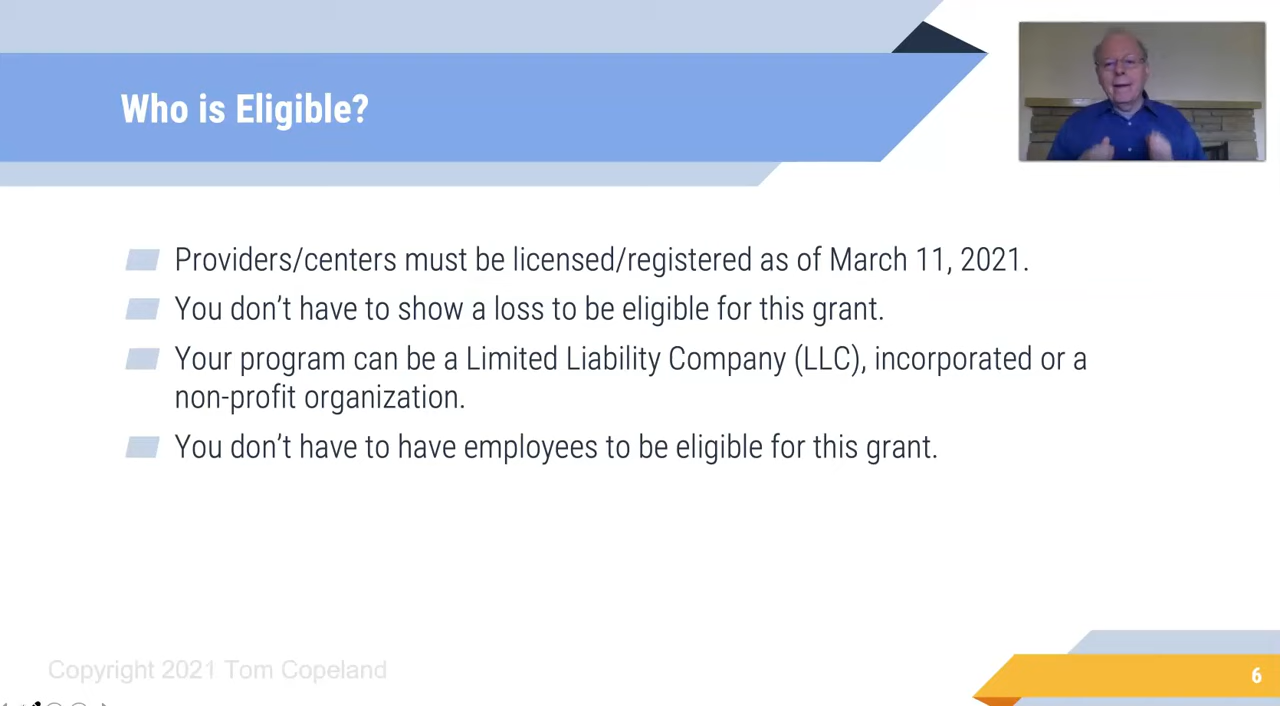 Who is Eligible?
Providers/centers must be licensed/registered as of March 11, 2021.
You don’t have to show a loss to be eligible for this grant.
Your program can be a Limited Liability Company (LLC), incorporated or a
non-profit organization.
You don’t have to have employees to be eligible for this grant.
Copyright 2021 Tom Copeland
6